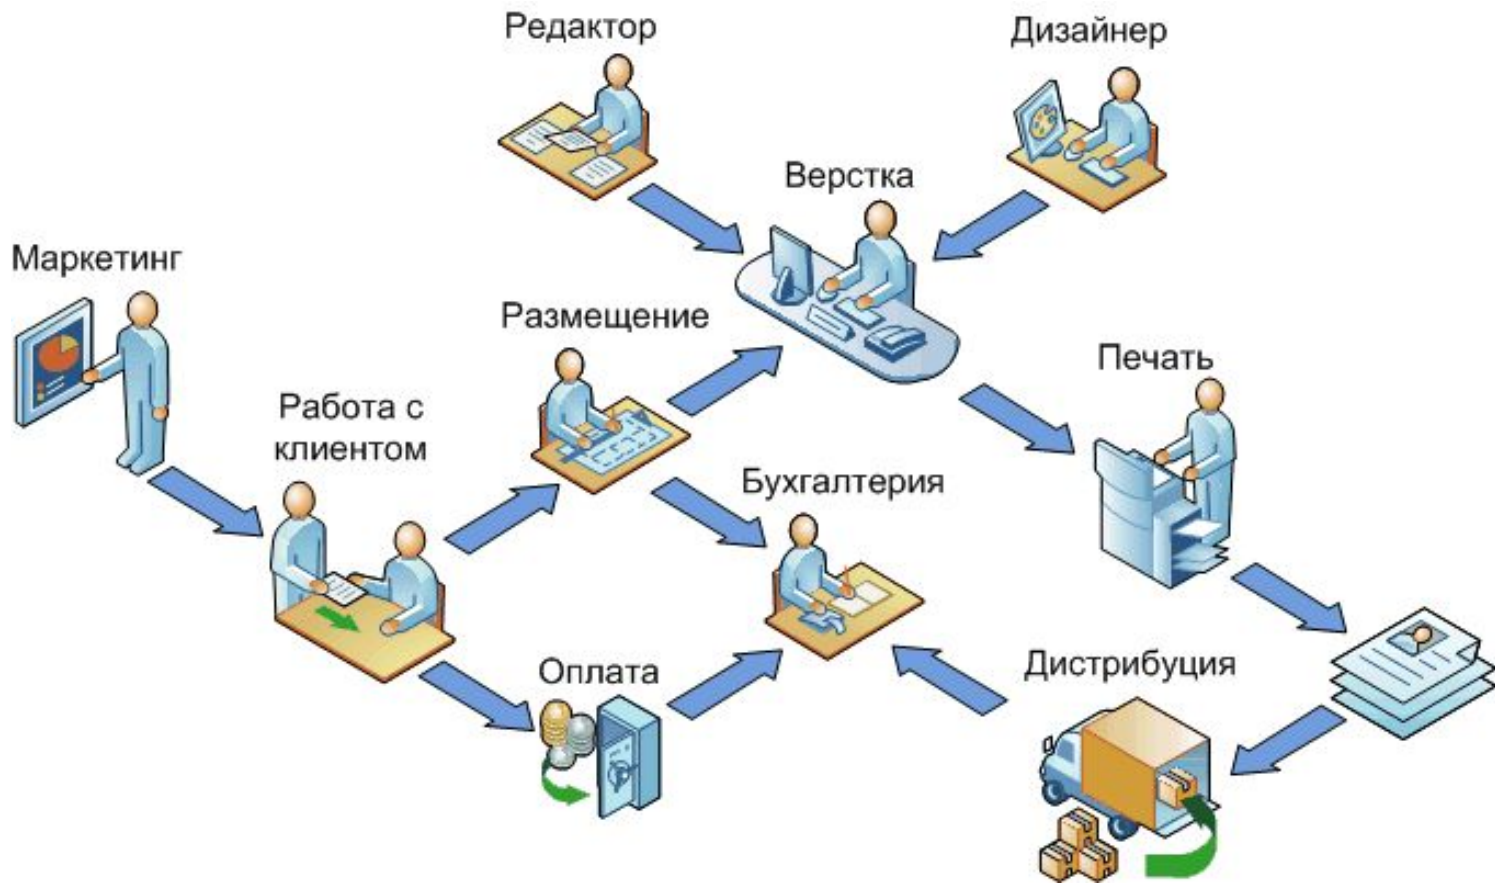 Редактор
Дизайнер
Верстка
Маркетинг
Размещение
Печать
Работа с
клиентом
Бухгалтерия
Оплата
Дистрибуция